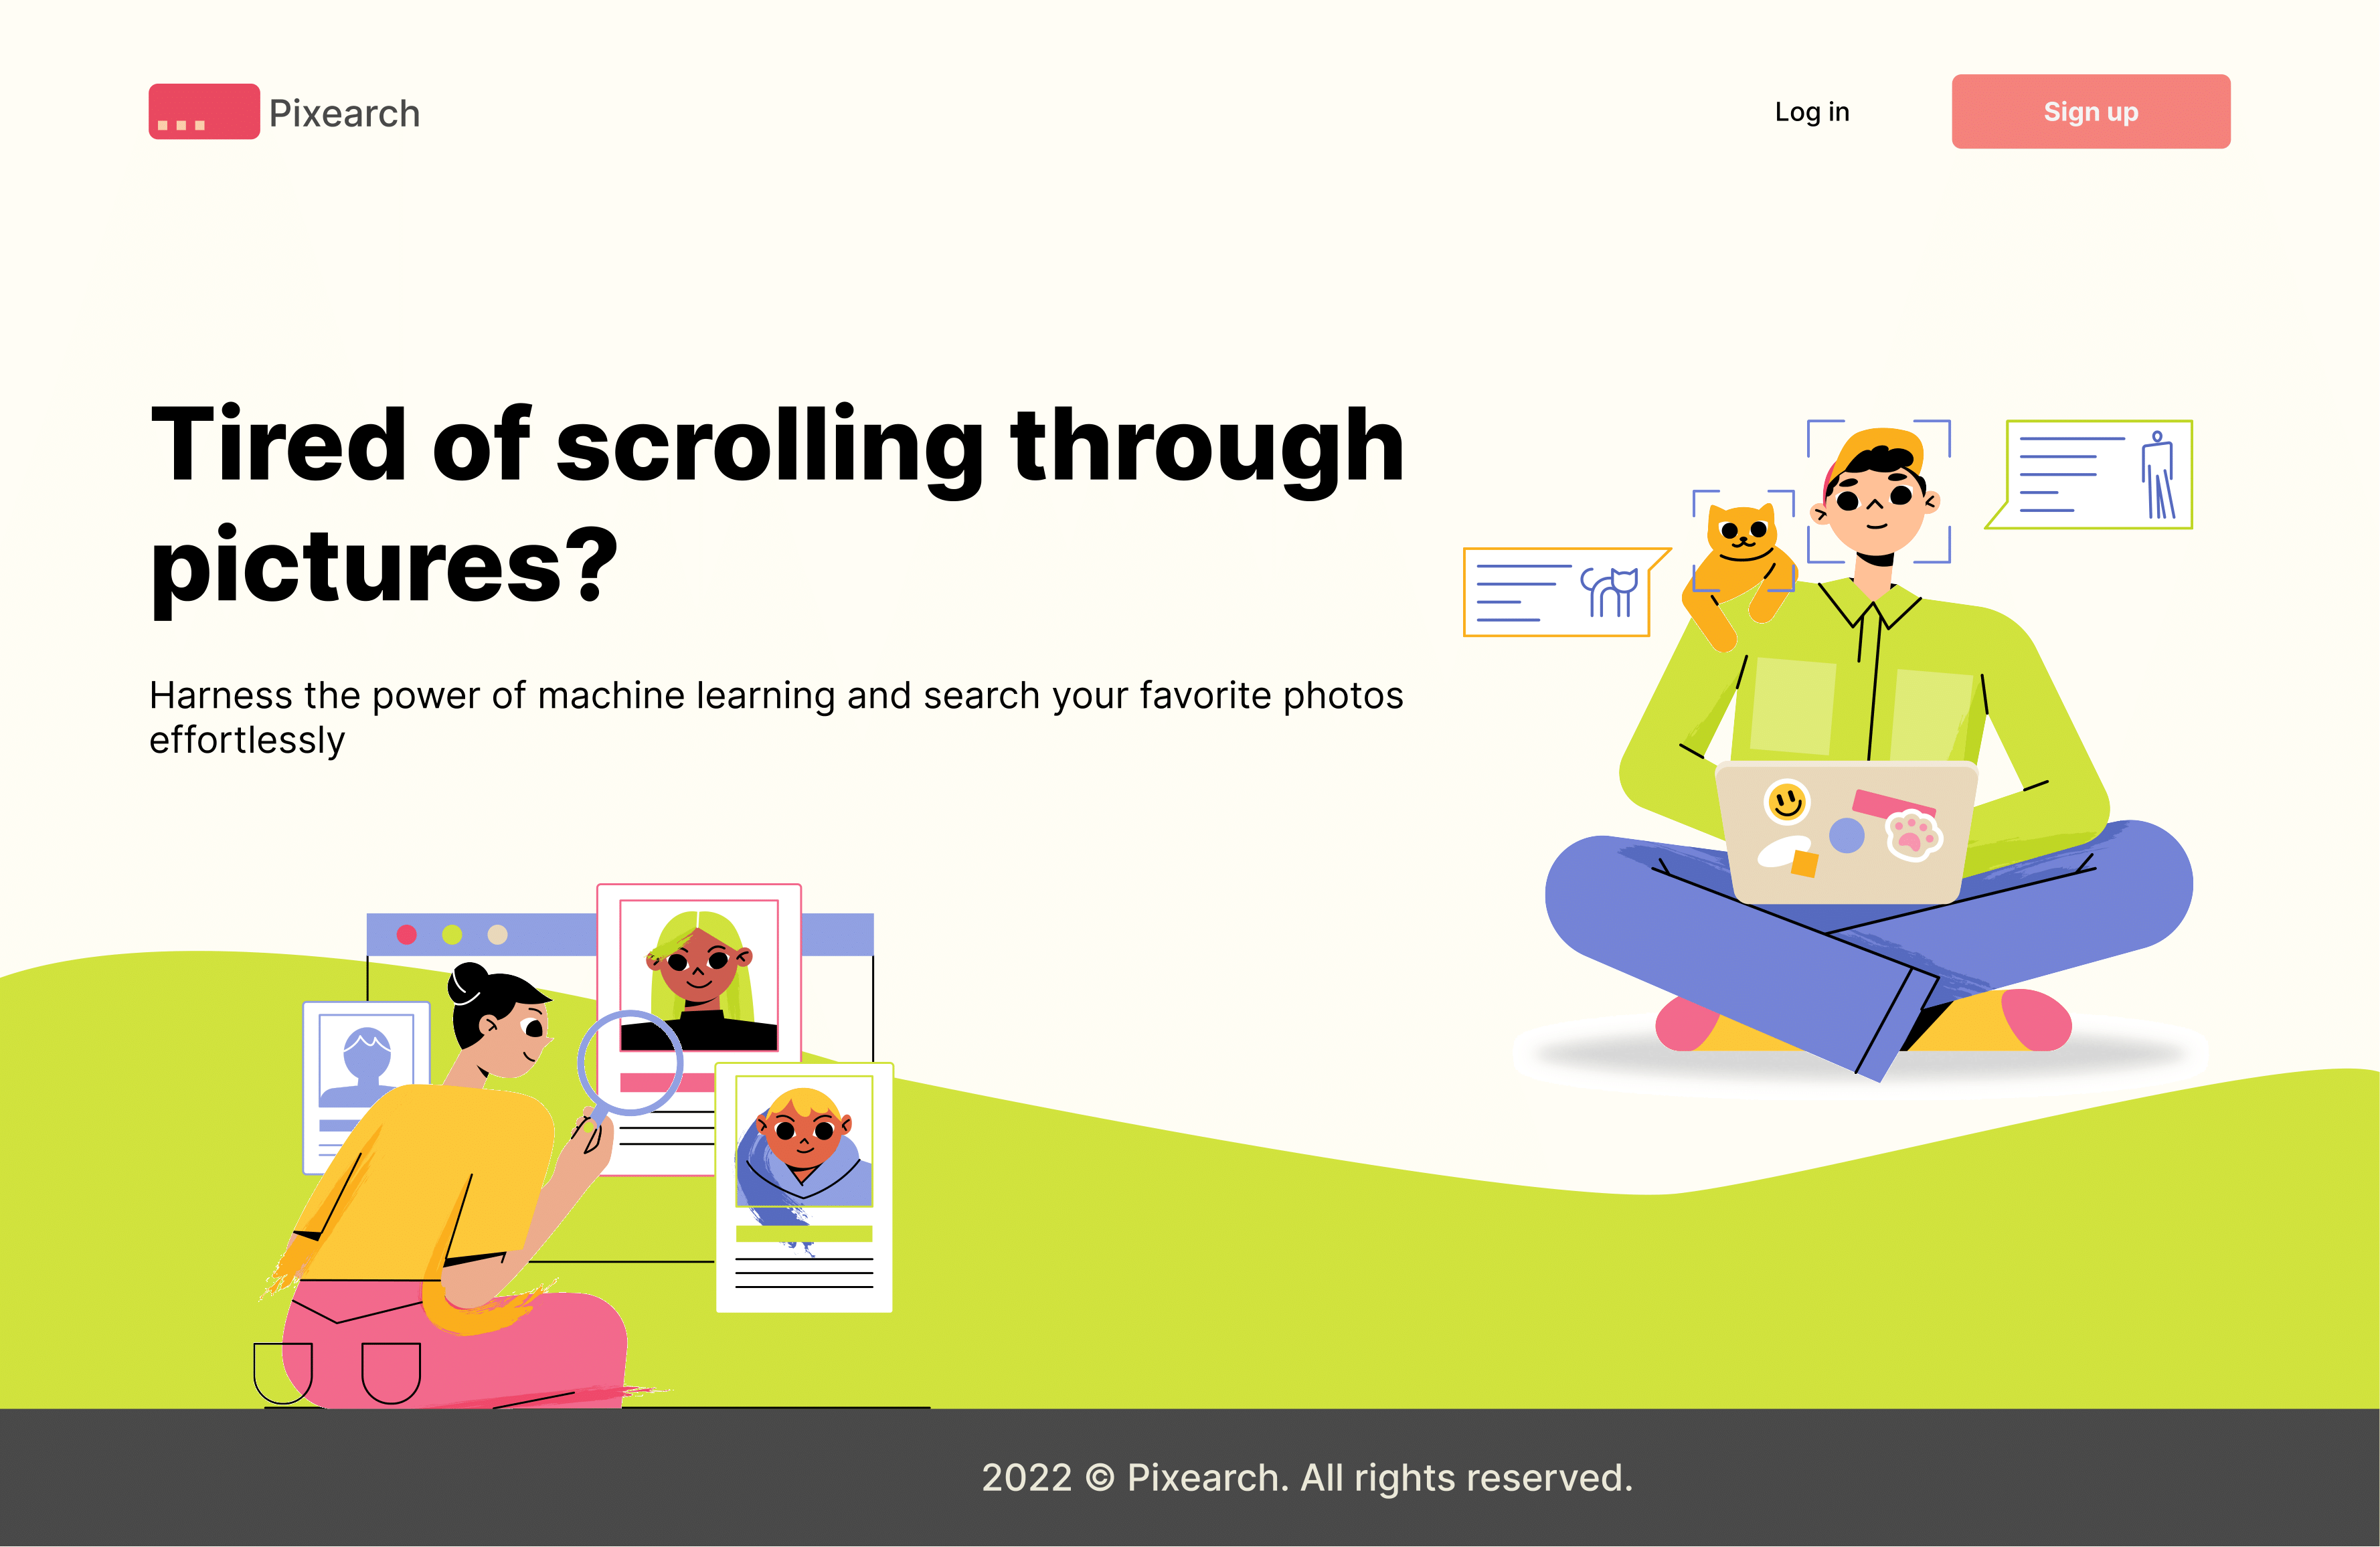 Pixearch
Log in
Sign up
Tired of scrolling through
pictures?
Harness the power of machine learning and search your favorite photos
effortlessly
2022 © Pixearch. All rights reserved.